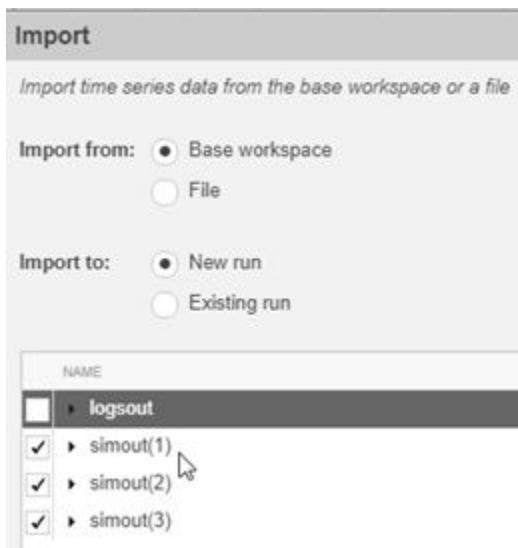 Import
Import time series data from the base workspace or a file
Import from: Base workspace
File
Import to: New run
Existing run
NAME
logsout
simout(1)
simout(2)
simout(3)